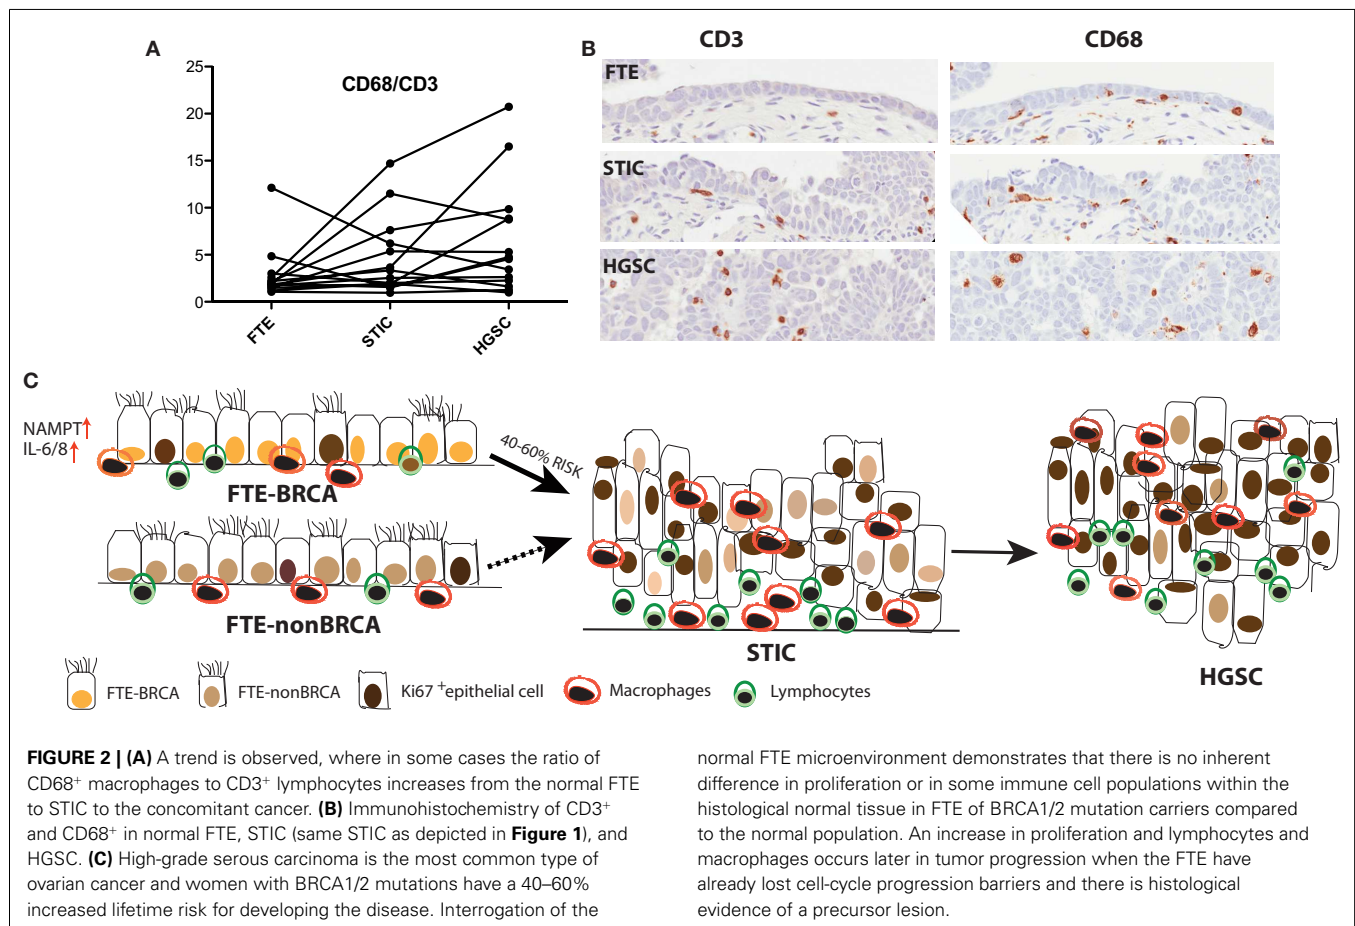 A
CD68/CD3
25
20
15
10
5
0
FTE
STIC
HGSC
B
CD3
CD68
FTE
STIC
HGSC
C
NAMPT↑
IL-6/8↑
FTE-BRCA
40-60% RISK
FTE-nonBRCA
STIC
HGSC
FTE-BRCA
FTE-nonBRCA
Ki67 +epithelial cell
Macrophages
Lymphocytes
FIGURE 2 | (A) A trend is observed, where in some cases the ratio of
CD68+ macrophages to CD3+ lymphocytes increases from the normal FTE
to STIC to the concomitant cancer. (B) Immunohistochemistry of CD3+
and CD68+ in normal FTE, STIC (same STIC as depicted in Figure 1), and
HGSC. (C) High-grade serous carcinoma is the most common type of
ovarian cancer and women with BRCA1/2 mutations have a 40–60%
increased lifetime risk for developing the disease. Interrogation of the
normal FTE microenvironment demonstrates that there is no inherent
difference in proliferation or in some immune cell populations within the
histological normal tissue in FTE of BRCA1/2 mutation carriers compared
to the normal population. An increase in proliferation and lymphocytes and
macrophages occurs later in tumor progression when the FTE have
already lost cell-cycle progression barriers and there is histological
evidence of a precursor lesion.